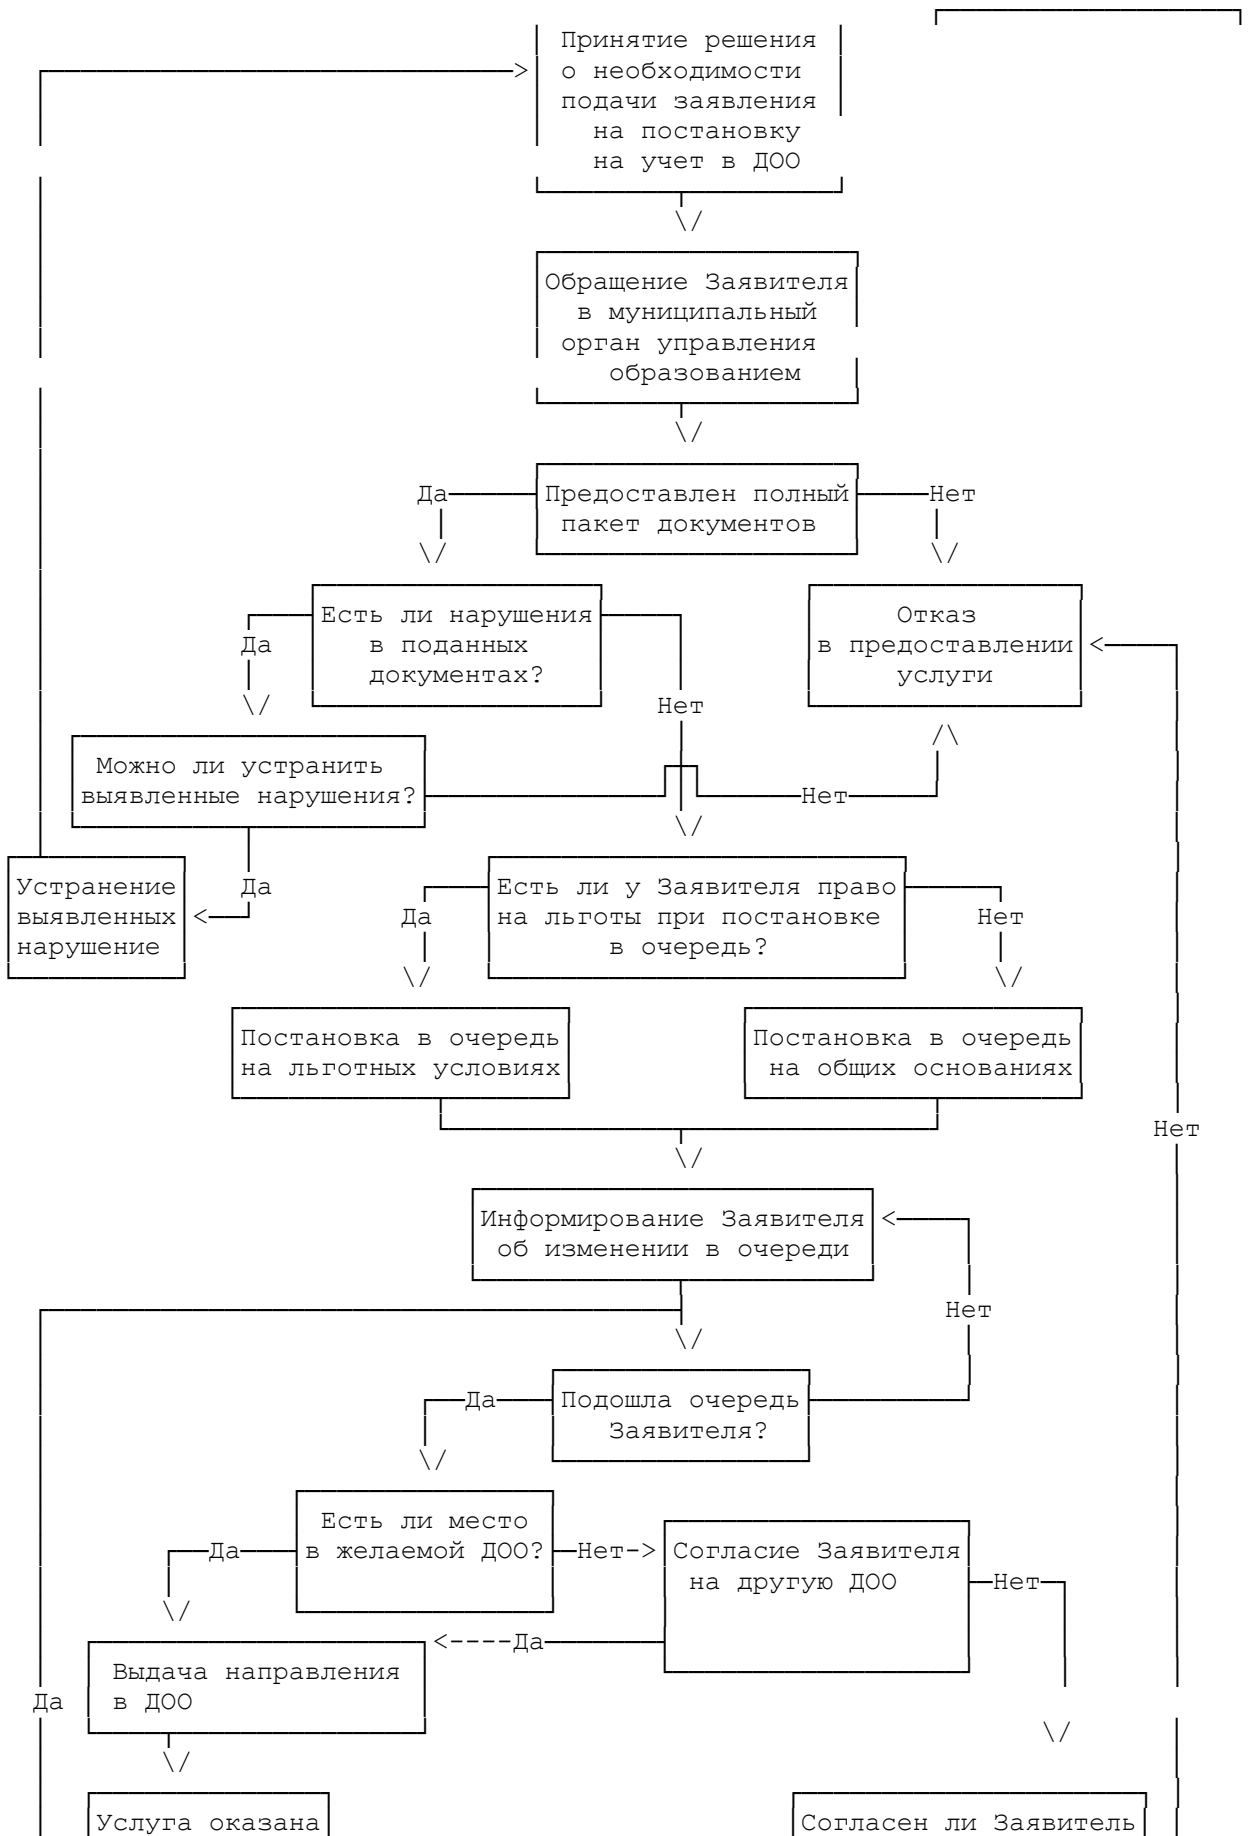 Принятие решения
о необходимости
подачи заявления
на постановку
на учет в ДОО
Обращение Заявителя
в муниципальный
орган управления
образованием
Да Предоставлен полный Нет
пакет документов
Есть ли нарушения Отказ
Да в поданных в предоставлении
документах? услуги
Нет
Можно ли устранить
выявленные нарушения? Нет
Устранение Да Есть ли у Заявителя право
выявленных Да на льготы при постановке Нет
нарушение в очередь?
Постановка в очередь Постановка в очередь
на льготных условиях на общих основаниях
Нет
Информирование Заявителя
об изменении в очереди
Нет
Да Подошла очередь
Заявителя?
Есть ли место
Да в желаемой ДОО? Нет Согласие Заявителя
на другую ДОО Нет
Да
Выдача направления
Да в ДОО
Услуга оказана Согласен ли Заявитель